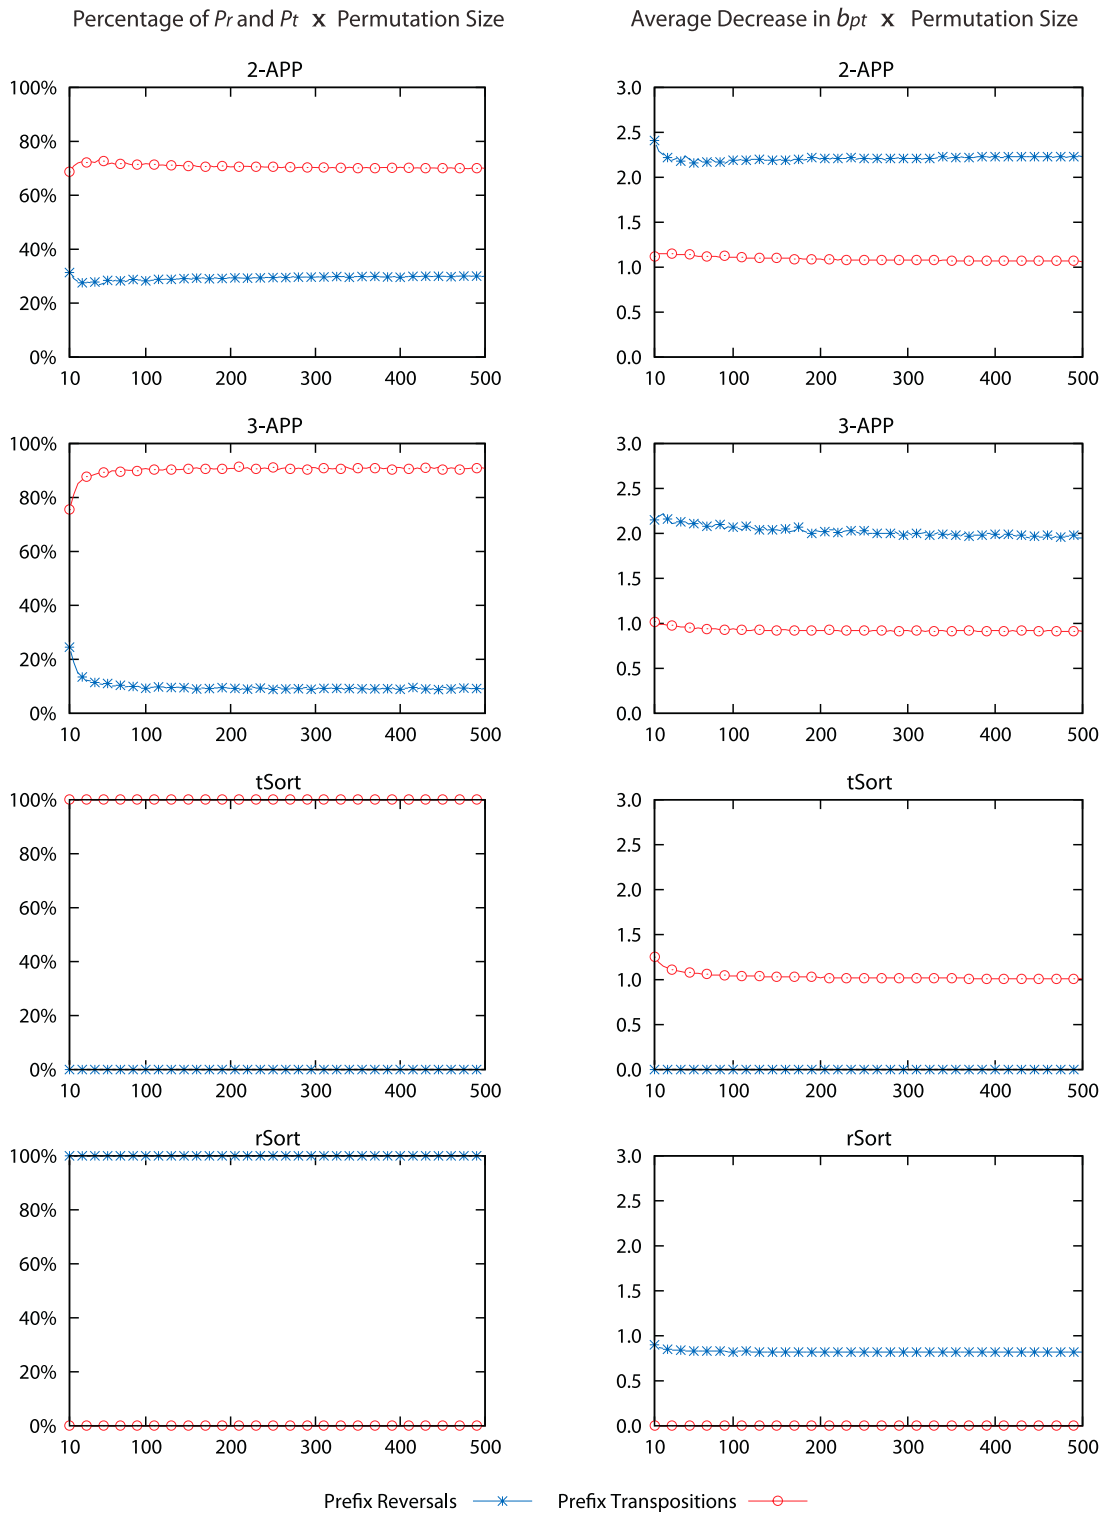 Percentage of Pr and Pt x Permutation Size
Average Decrease in bpt x Permutation Size
2-APP
100%
80%
60%
40%
20%
0%
10 100 200 300 400 500
2-APP
3.0
2.5
2.0
1.5
1.0
0.5
0.0
10 100 200 300 400 500
3-APP
100%
80%
60%
40%
20%
0%
10 100 200 300 400 500
3-APP
3.0
2.5
2.0
1.5
1.0
0.5
0.0
10 100 200 300 400 500
tSort
100%
80%
60%
40%
20%
0%
10 100 200 300 400 500
tSort
3.0
2.5
2.0
1.5
1.0
0.5
0.0
10 100 200 300 400 500
rSort
100%
80%
60%
40%
20%
0%
10 100 200 300 400 500
rSort
3.0
2.5
2.0
1.5
1.0
0.5
0.0
10 100 200 300 400 500
Prefix Reversals Prefix Transpositions